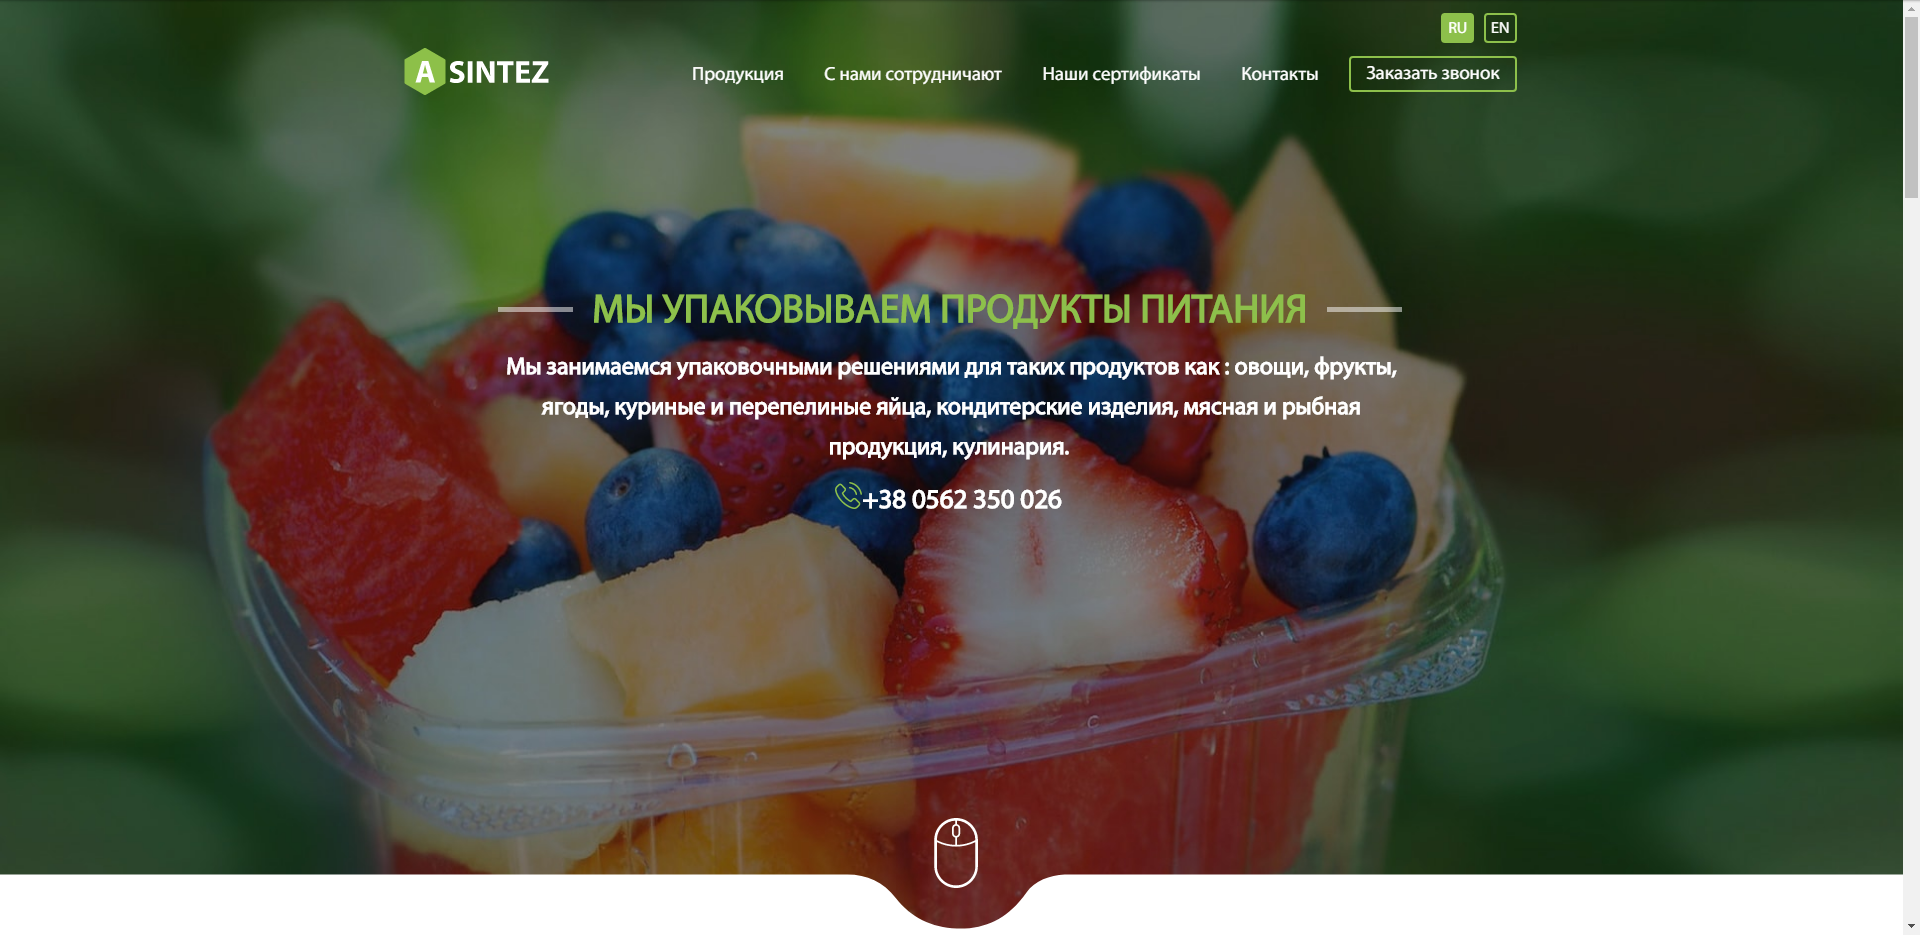 RU EN
A SINTEZ
Продукция С нами сотрудничают Наши сертификаты Контакты Заказать звонок
МЫ УПАКОВЫВАЕМ ПРОДУКТЫ ПИТАНИЯ
Мы занимаемся упаковочными решениями для таких продуктов как : овощи, фрукты,
ягоды, куриные и перепелиные яйца, кондитерские изделия, мясная и рыбная
продукция, кулинария.
+38 0562 350 026